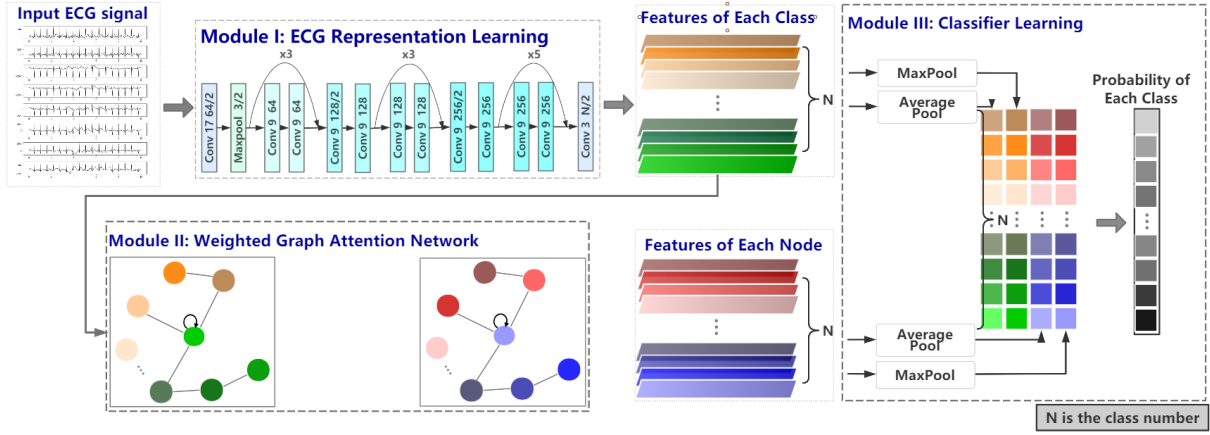 Input ECG signal
Module I: ECG Representation Learning
x3
x3
x5
Conv 17 64/2
Maxpool 3/2
Conv 9 64
Conv 9 64
Conv 9 128/2
Conv 9 128
Conv 9 128
Conv 9 128
Conv 9 256/2
Conv 9 256
Conv 9 256
Conv 9 256
Conv 3 N/2
Features of Each Class
N
Module II: Weighted Graph Attention Network
Features of Each Node
N
Module III: Classifier Learning
MaxPool
Average
Pool
N
Average
Pool
MaxPool
Probability of
Each Class
N is the class number